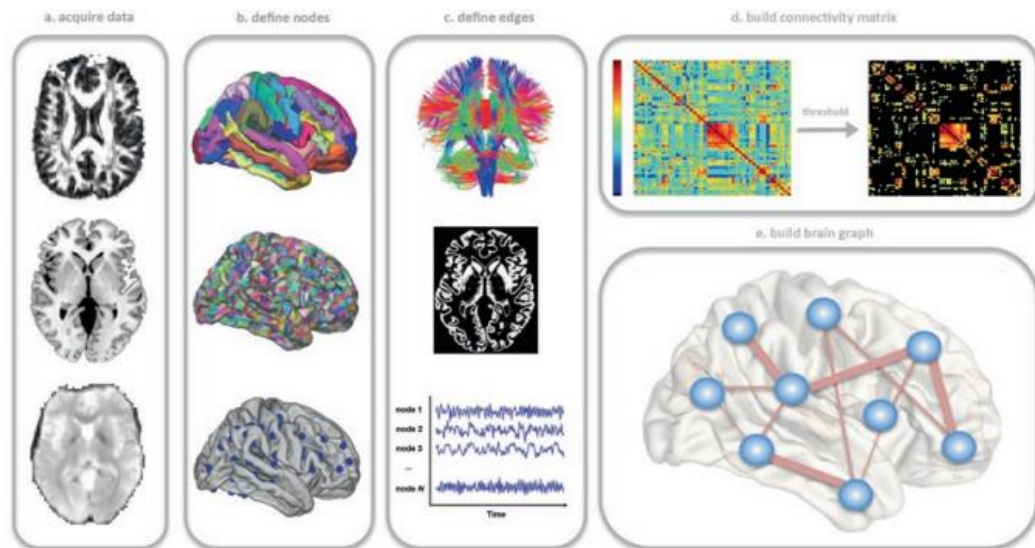 a. acquire data
b. define nodes
c. define edges
d. build connectivity matrix
threshold
e. build brain graph
node 1
node 2
node 3
...
node N
Time